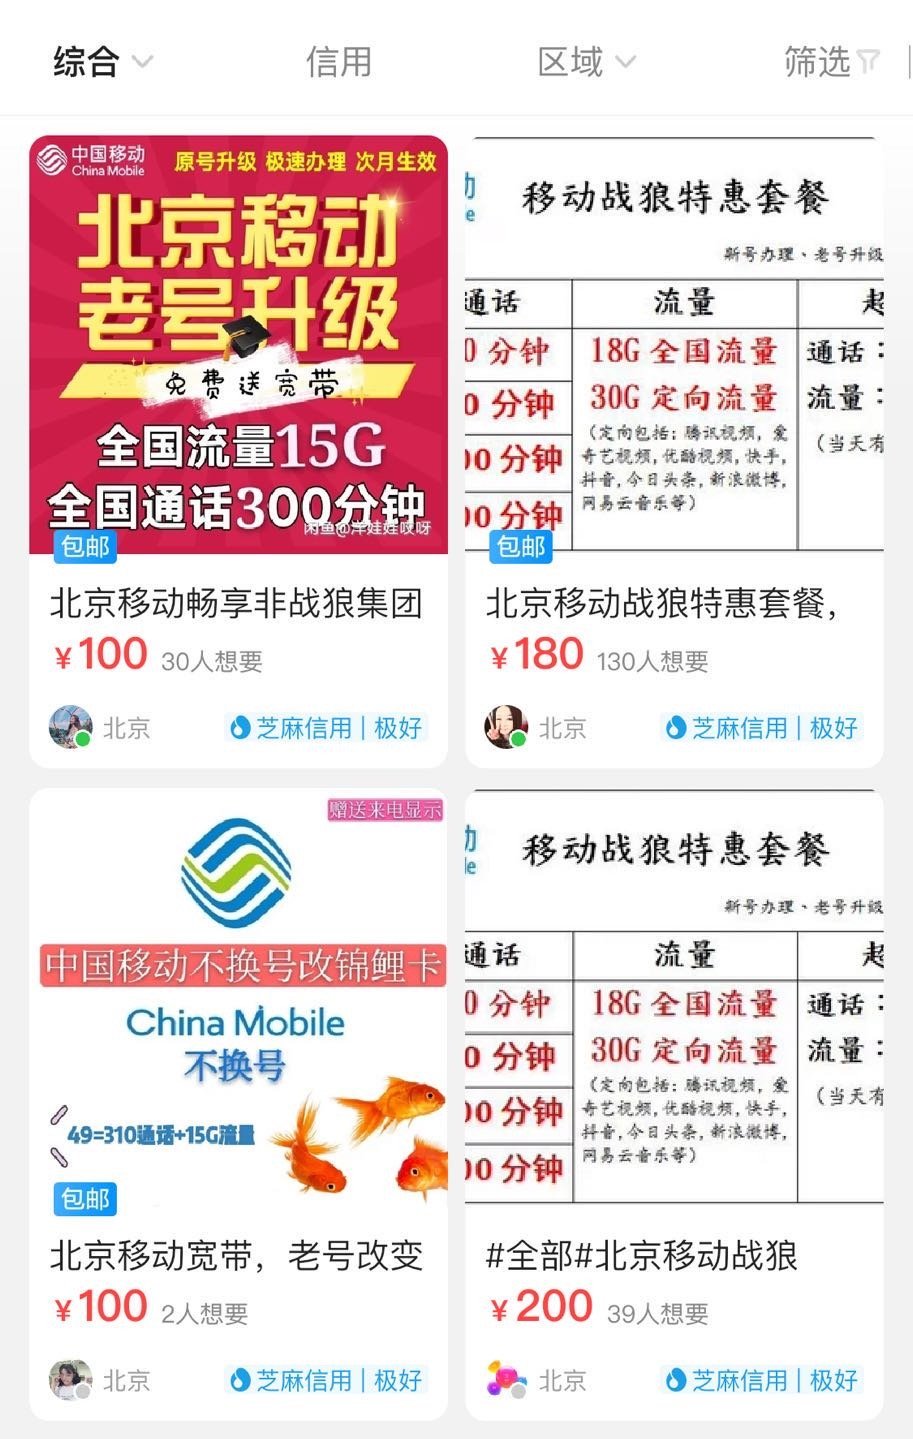 综合
信用
区域
筛选
中国移动
China Mobile
原号升级 极速办理 次月生效
北京移动
老号升级
免费送宽带
全国流量15G
全国通话300分钟
闲鱼@洋娃娃哎呀
包邮
北京移动畅享非战狼集团
¥100 30人想要
北京
芝麻信用|极好
移动战狼特惠套餐
新号办理、老号升级
通话 流量
0 分钟 18G 全国流量 通话:
0 分钟 30G 定向流量 流量:
00 分钟 (定向包括: 腾讯视频, 爱
奇艺视频, 优酷视频, 快手,
抖音, 今日头条, 新浪微博,
网易云音乐等)
(当天有
00 分钟
包邮
北京移动战狼特惠套餐，
¥180 130人想要
北京
芝麻信用|极好
赠送来电显示
中国移动不换号改锦鲤卡
China Mobile
不换号
49=310通话+15G流量
包邮
北京移动宽带，老号改变
¥100 2人想要
北京
芝麻信用|极好
移动战狼特惠套餐
新号办理、老号升级
通话 流量
0 分钟 18G 全国流量 通话:
0 分钟 30G 定向流量 流量:
00 分钟 (定向包括: 腾讯视频, 爱
奇艺视频, 优酷视频, 快手,
抖音, 今日头条, 新浪微博,
网易云音乐等)
(当天有
00 分钟
#全部#北京移动战狼
¥200 39人想要
北京
芝麻信用|极好